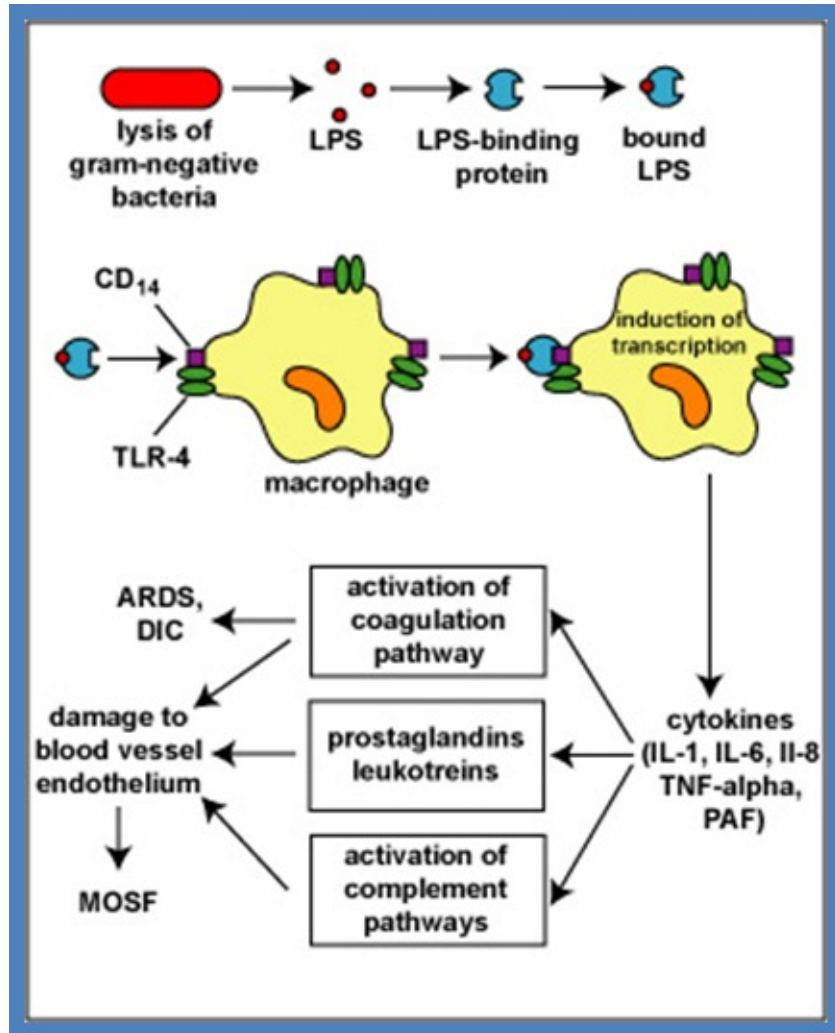 lysis of
gram-negative
bacteria
LPS
LPS-binding
protein
bound
LPS
CD14
TLR-4
macrophage
induction of
transcription
ARDS,
DIC
activation of
coagulation
pathway
damage to
blood vessel
endothelium
prostaglandins
leukotreins
cytokines
(IL-1, IL-6, Il-8
TNF-alpha,
PAF)
MOSF
activation of
complement
pathways